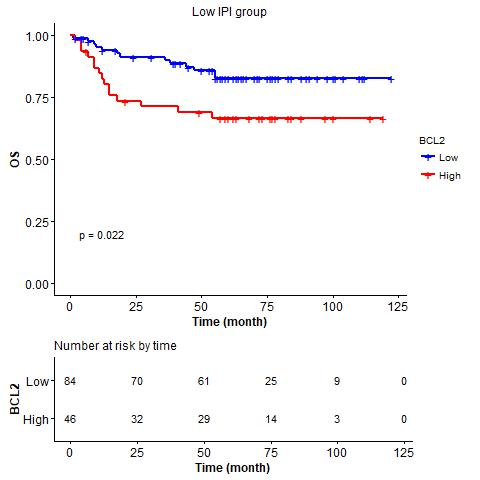 Low IPI group
1.00
0.75
0.50
0.25
0.00
OS
p = 0.022
0 25 50 75 100 125
Time (month)
BCL2
Low
High
Number at risk by time
BCL2
Low 84 70 61 25 9 0
High 46 32 29 14 3 0
0 25 50 75 100 125
Time (month)